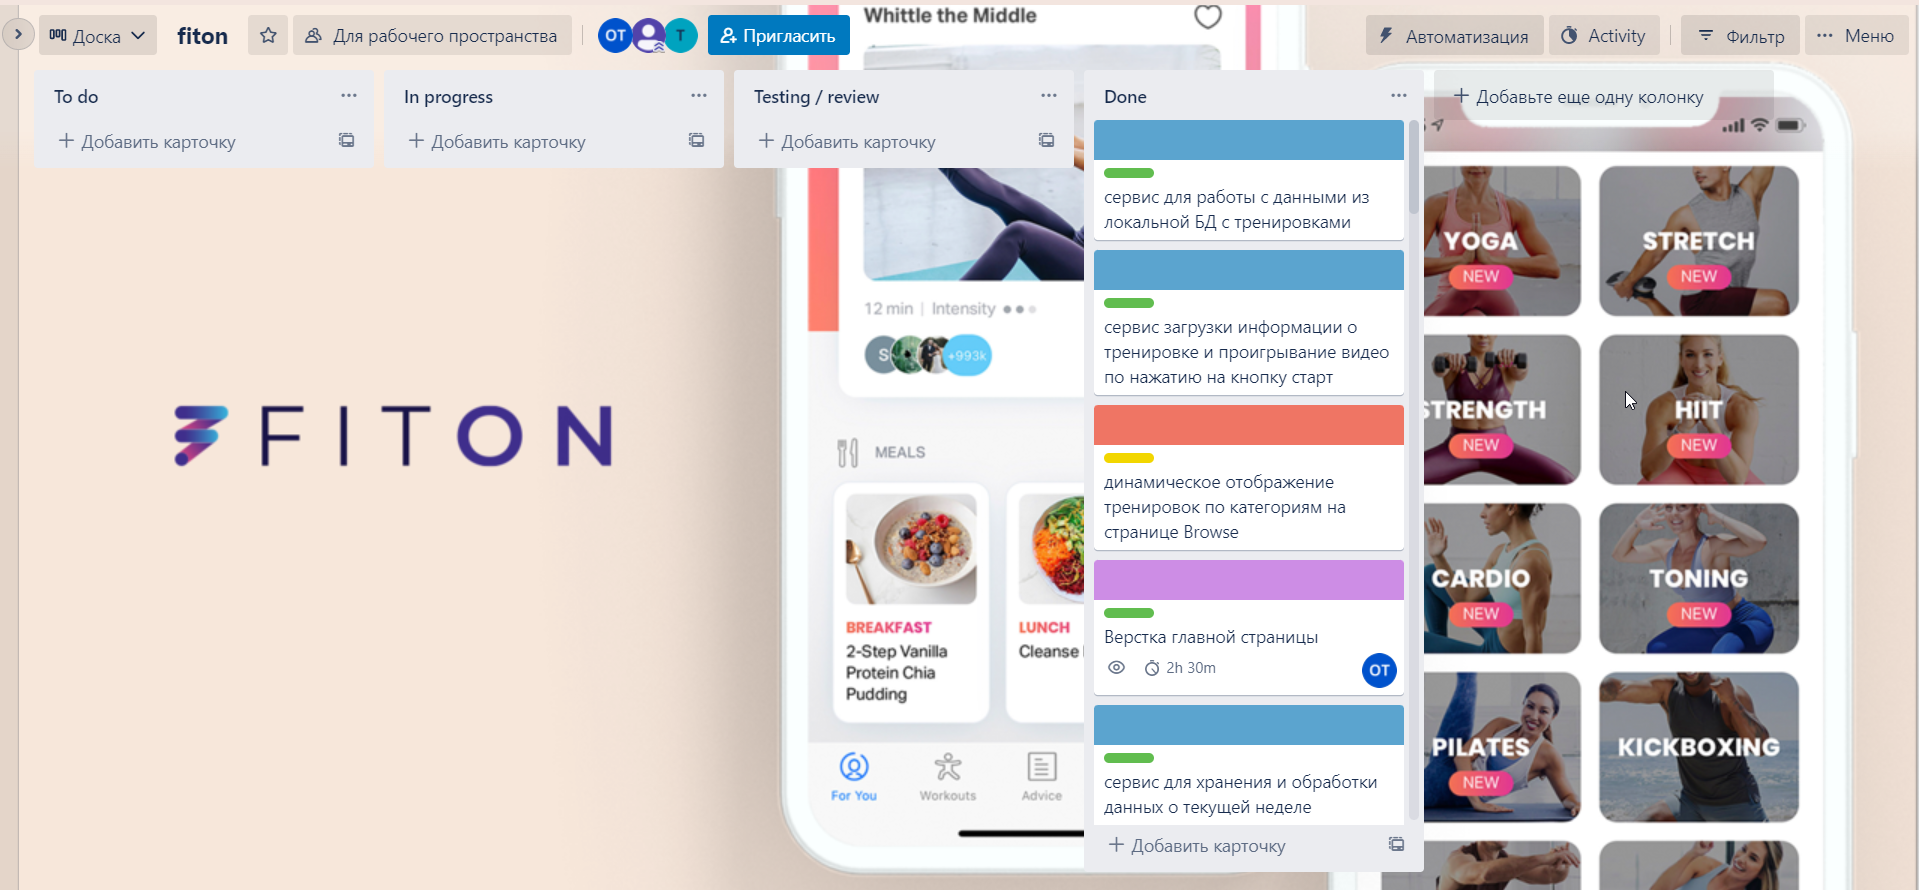 Доска
fiton
Для рабочего пространства
OT
T
Пригласить
Автоматизация
Activity
Фильтр
Меню
To do
Добавить карточку
In progress
Добавить карточку
Testing / review
Добавить карточку
Done
сервис для работы с данными из
локальной БД с тренировками
сервис загрузки информации о
тренировке и проигрывание видео
по нажатию на кнопку старт
динамическое отображение
тренировок по категориям на
странице Browse
Верстка главной страницы
2h 30m
OT
сервис для хранения и обработки
данных о текущей неделе
Добавить карточку
Добавьте еще одну колонку
FITON
Whittle the Middle
12 min | Intensity
S
+993k
MEALS
BREAKFAST
2-Step Vanilla
Protein Chia
Pudding
LUNCH
Cleanse
For You
Workouts
Advice
YOGA
NEW
STRETCH
NEW
STRENGTH
NEW
HIIT
NEW
CARDIO
NEW
TONING
NEW
PILATES
NEW
KICKBOXING